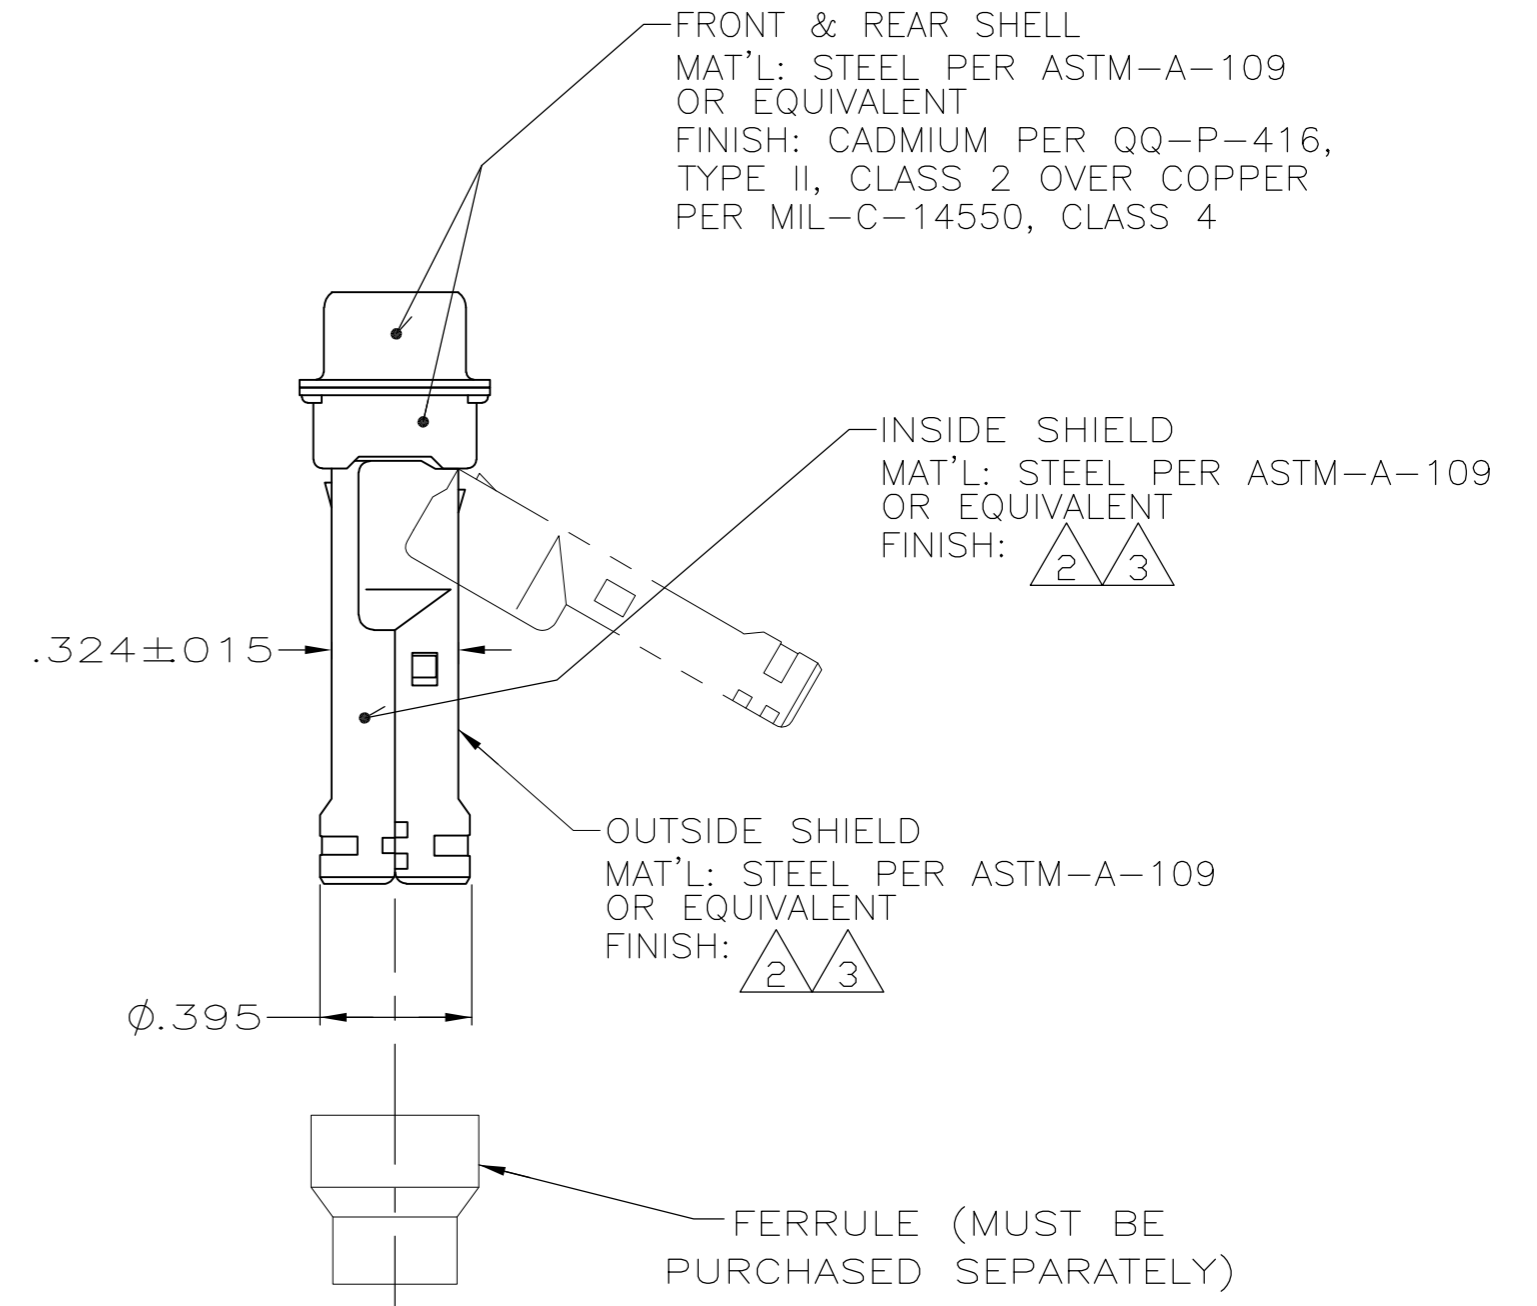 FRONT & REAR SHELL
MAT'L: STEEL PER ASTM-A-109
OR EQUIVALENT
FINISH: CADMIUM PER QQ-P-416,
TYPE II, CLASS 2 OVER COPPER
PER MIL-C-14550, CLASS 4
INSIDE SHIELD
MAT'L: STEEL PER ASTM-A-109
OR EQUIVALENT
FINISH: 2 3
.324±.015
OUTSIDE SHIELD
MAT'L: STEEL PER ASTM-A-109
OR EQUIVALENT
FINISH: 2 3
Ø.395
FERRULE (MUST BE
PURCHASED SEPARATELY)